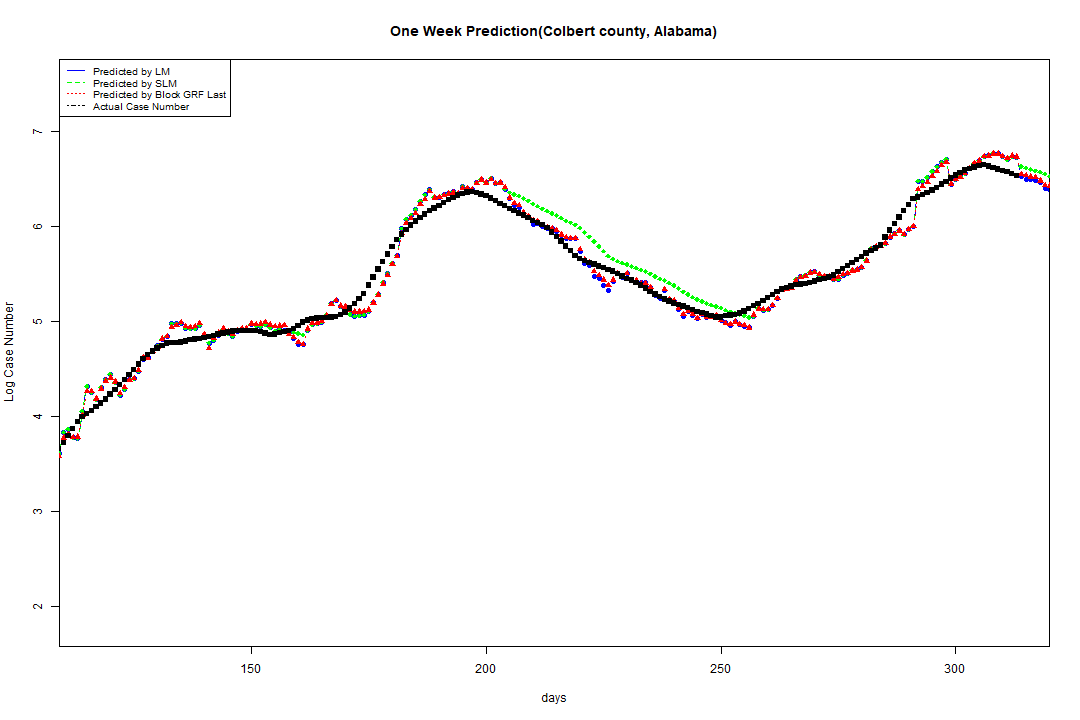 One Week Prediction(Colbert county, Alabama)
Predicted by LM
Predicted by SLM
Predicted by Block GRF Last
Actual Case Number
7
6
5
4
3
2
Log Case Number
150 200 250 300
days